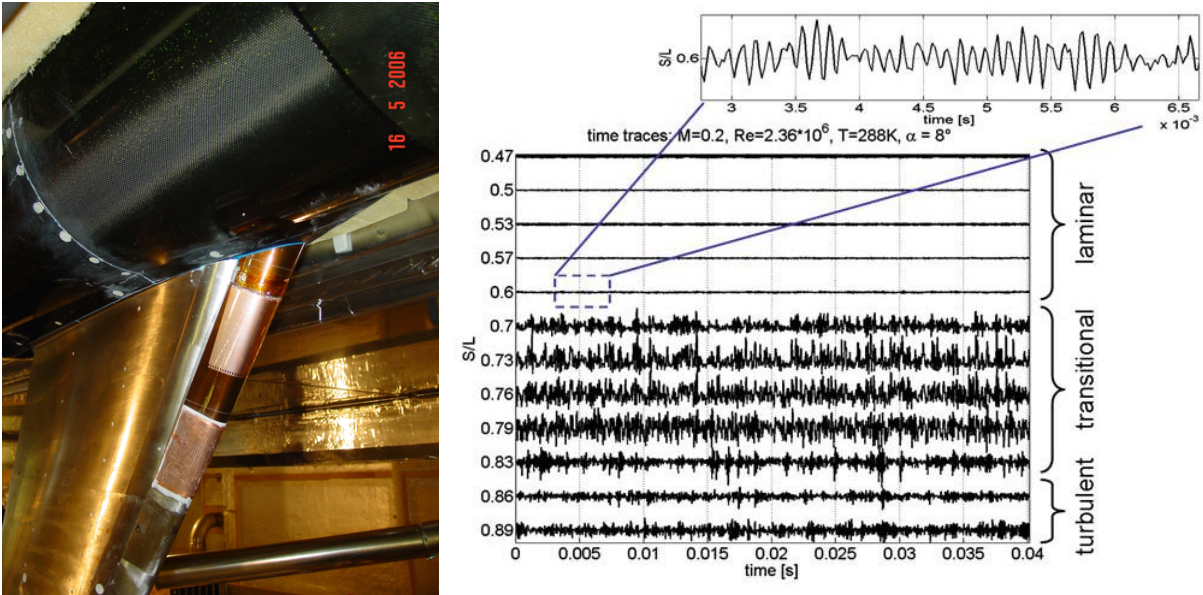 16 5 2006
S/L
0.6
3 3.5 4 4.5 5 5.5 6 6.5
time [s]
x 10⁻³
time traces: M=0.2, Re=2.36*10⁶, T=288K, α = 8°
0.47
0.5
0.53
0.57
0.6
0.7
0.73
0.76
0.79
0.83
0.86
0.89
S/L
0 0.005 0.01 0.015 0.02 0.025 0.03 0.035 0.04
time [s]
laminar
transitional
turbulent